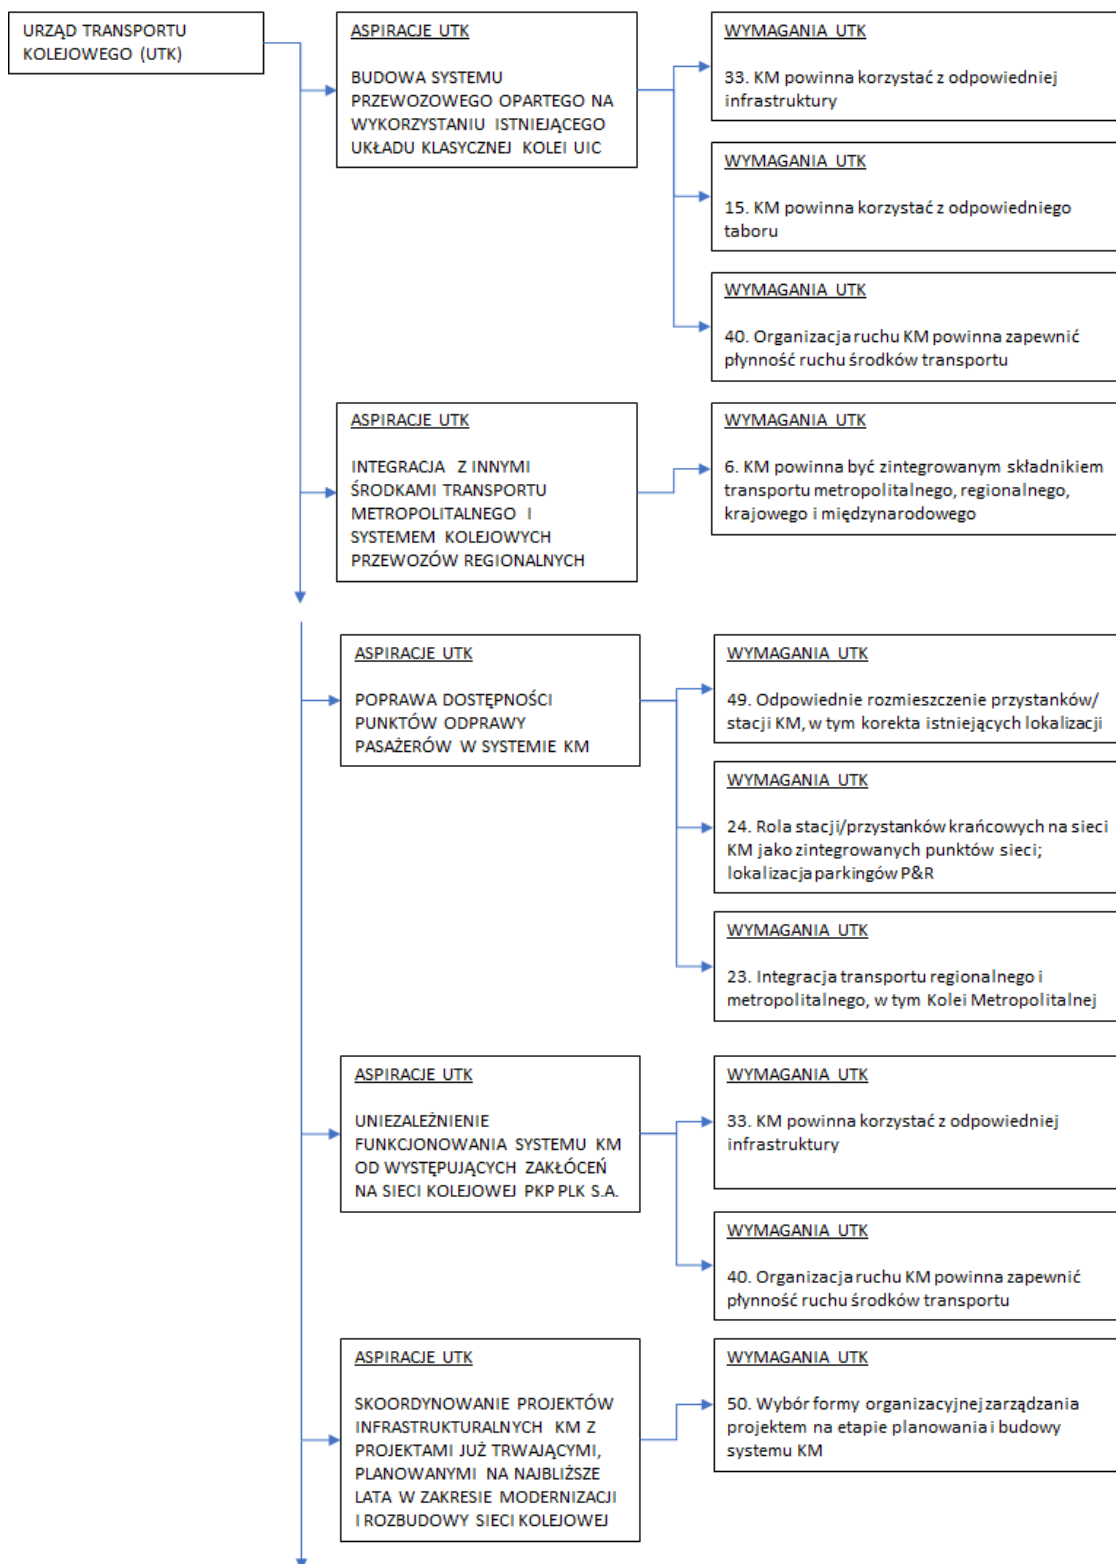 URZĄD TRANSPORTU
KOLEJOWEGO (UTK)
ASPIRACJE UTK
BUDOWA SYSTEMU
PRZEWOZOWEGO OPARTEGO NA
WYKORZYSTANIU ISTNIEJĄCEGO
UKŁADU KLASYCZNEJ KOLEI UIC
WYMAGANIA UTK
33. KM powinna korzystać z odpowiedniej
infrastruktury
WYMAGANIA UTK
15. KM powinna korzystać z odpowiedniego
taboru
WYMAGANIA UTK
40. Organizacja ruchu KM powinna zapewnić
płynność ruchu środków transportu
ASPIRACJE UTK
INTEGRACJA Z INNYMI
ŚRODKAMI TRANSPORTU
METROPOLITALNEGO I
SYSTEMEM KOLEJOWYCH
PRZEWOZÓW REGIONALNYCH
WYMAGANIA UTK
6. KM powinna być zintegrowanym składnikiem
transportu metropolitalnego, regionalnego,
krajowego i międzynarodowego
ASPIRACJE UTK
POPRAWA DOSTĘPNOŚCI
PUNKTÓW ODPRAWY
PASAŻERÓW W SYSTEMIE KM
WYMAGANIA UTK
49. Odpowiednie rozmieszczenie przystanków/
stacji KM, w tym korekta istniejących lokalizacji
WYMAGANIA UTK
24. Rola stacji/przystanków krańcowych na sieci
KM jako zintegrowanych punktów sieci;
lokalizacja parkingów P&R
WYMAGANIA UTK
23. Integracja transportu regionalnego i
metropolitalnego, w tym Kolei Metropolitalnej
ASPIRACJE UTK
UNIEZALEŻNIENIE
FUNKCJONOWANIA SYSTEMU KM
OD WYSTĘPUJĄCYCH ZAKŁÓCEŃ
NA SIECI KOLEJOWEJ PKP PLK S.A.
WYMAGANIA UTK
33. KM powinna korzystać z odpowiedniej
infrastruktury
WYMAGANIA UTK
40. Organizacja ruchu KM powinna zapewnić
płynność ruchu środków transportu
ASPIRACJE UTK
SKOORDYNOWANIE PROJEKTÓW
INFRASTRUKTURALNYCH KM Z
PROJEKTAMI JUŻ TRWAJĄCYMI,
PLANOWANYMI NA NAJBLIŻSZE
LATA W ZAKRESIE MODERNIZACJI
I ROZBUDOWY SIECI KOLEJOWEJ
WYMAGANIA UTK
50. Wybór formy organizacyjnej zarządzania
projektem na etapie planowania i budowy
systemu KM